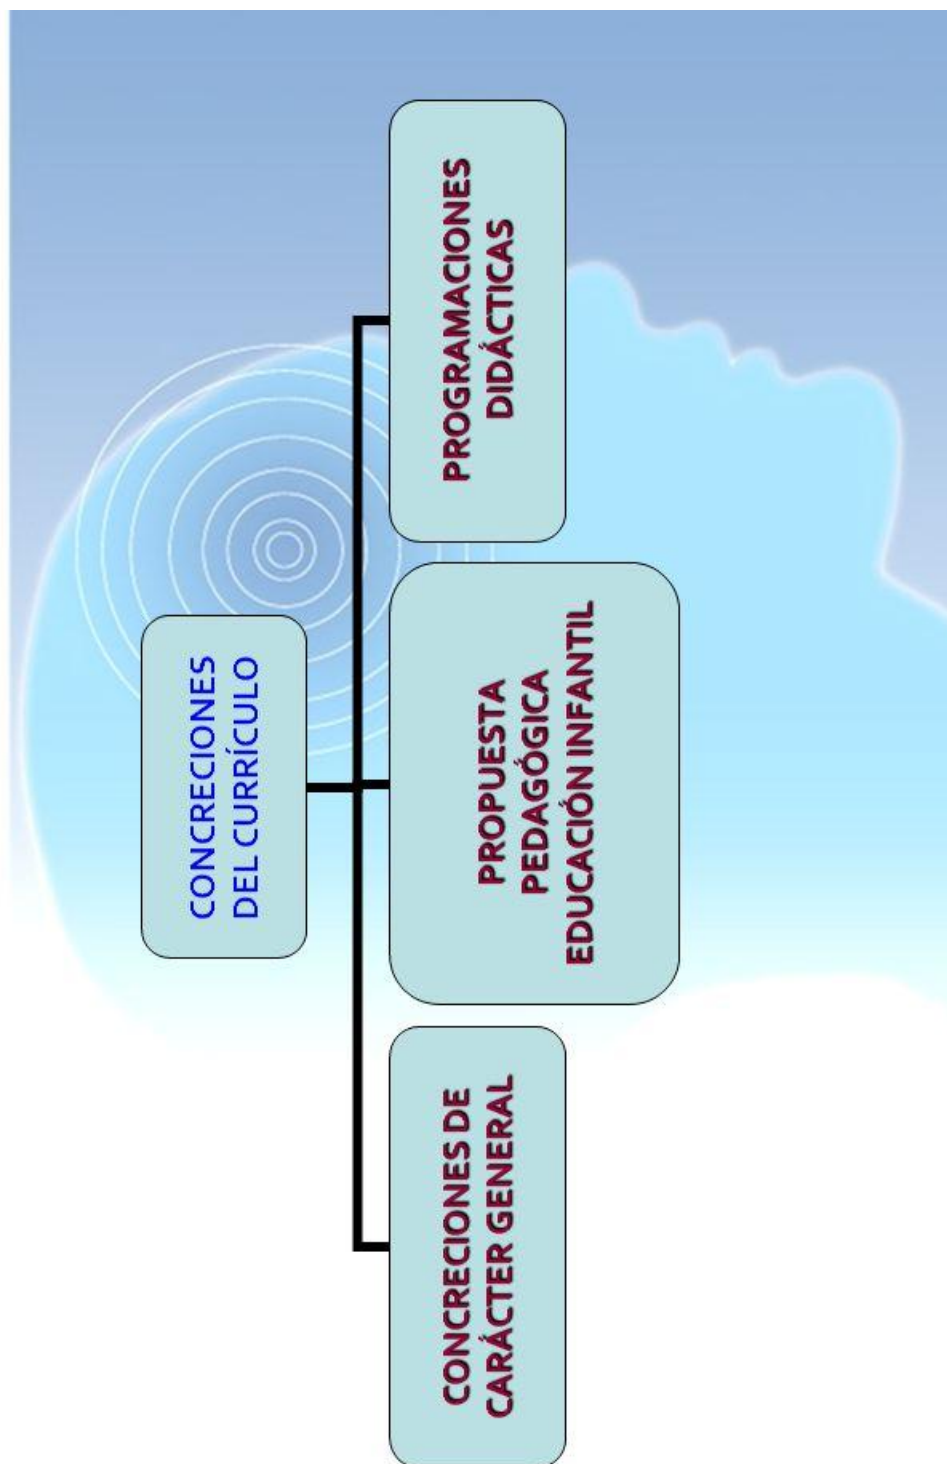 CONCRECIONES
DEL CURRÍCULO
CONCRECIONES DE
CARÁCTER GENERAL
PROPUESTA
PEDAGÓGICA
EDUCACIÓN INFANTIL
PROGRAMACIONES
DIDÁCTICAS